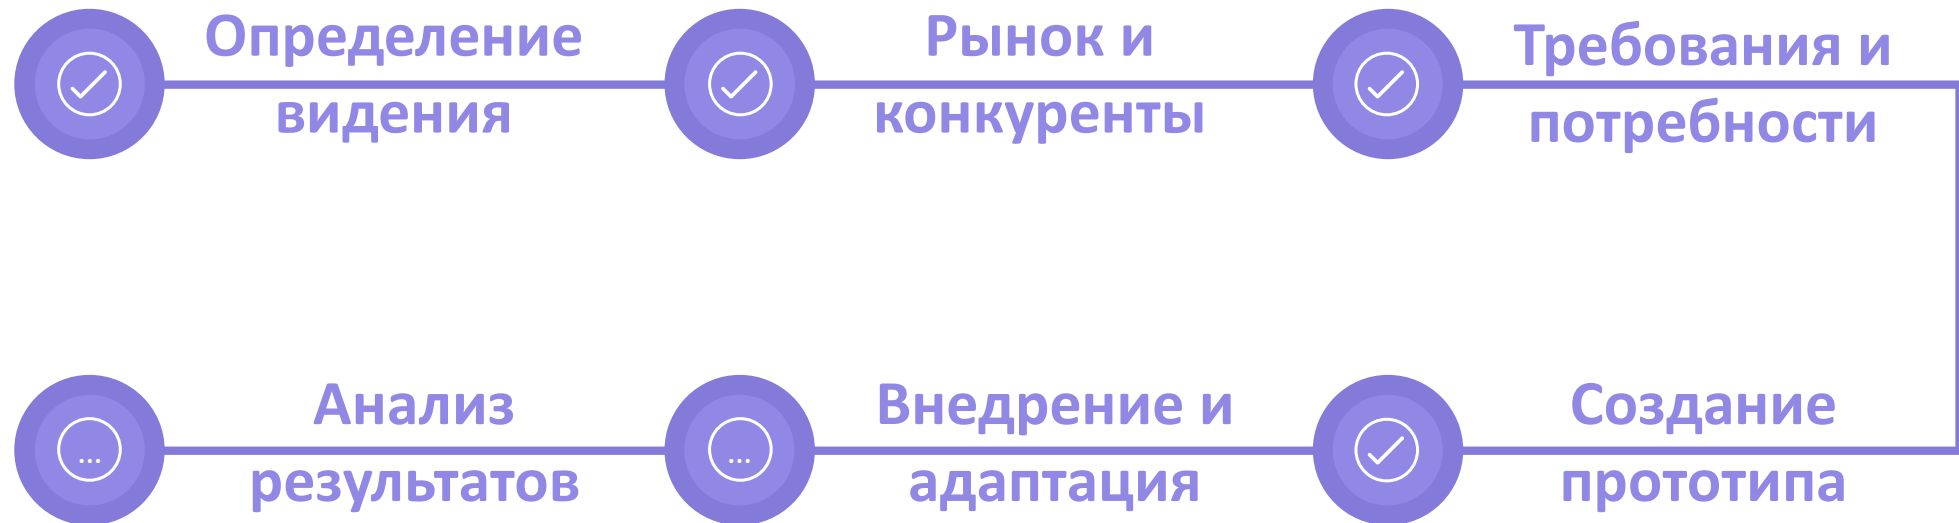 Определение
видения
Рынок и
конкуренты
Требования и
потребности
Анализ
результатов
Внедрение и
адаптация
Создание
прототипа